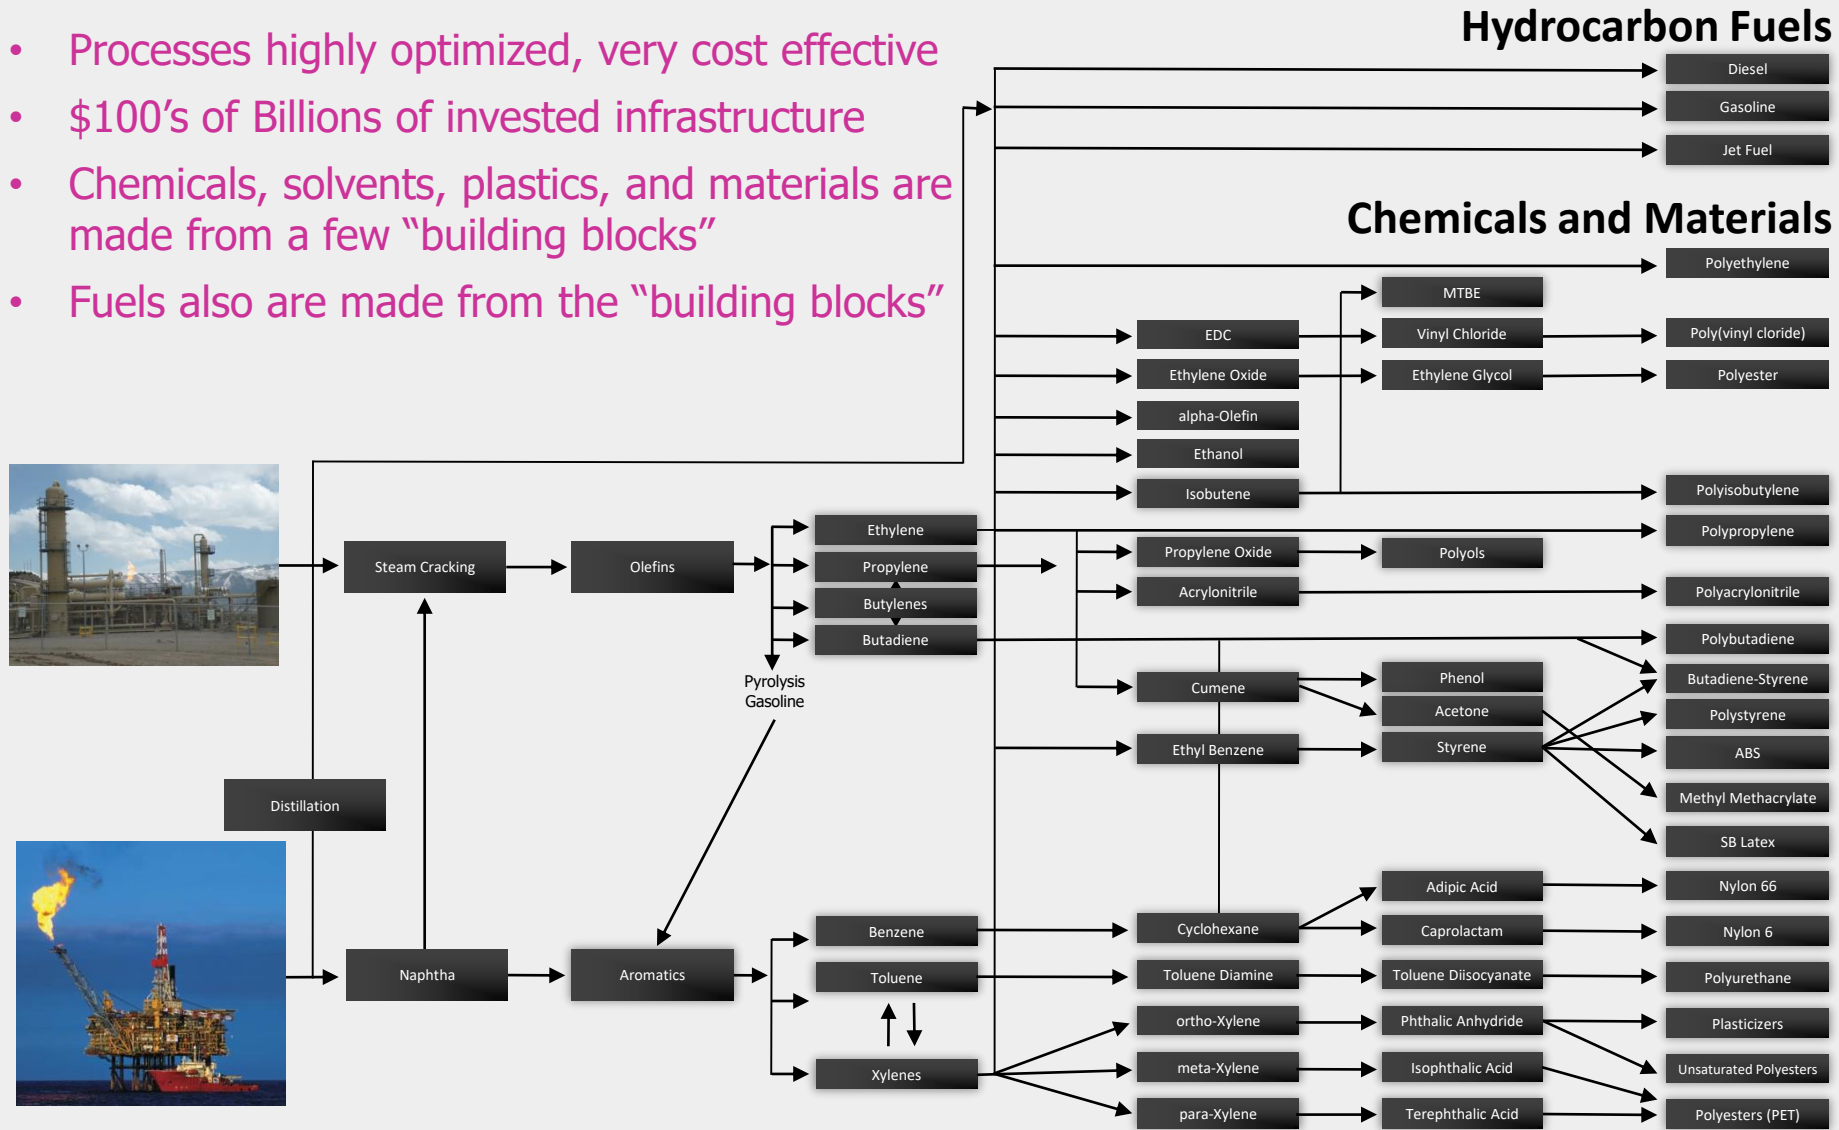 • Processes highly optimized, very cost effective
• $100’s of Billions of invested infrastructure
• Chemicals, solvents, plastics, and materials are
made from a few “building blocks”
• Fuels also are made from the “building blocks”
Hydrocarbon Fuels
Diesel
Gasoline
Jet Fuel
Chemicals and Materials
Polyethylene
MTBE
EDC
Vinyl Chloride
Poly(vinyl cloride)
Ethylene Oxide
Ethylene Glycol
Polyester
alpha-Olefin
Ethanol
Isobutene
Polyisobutylene
Steam Cracking
Olefins
Ethylene
Propylene
Butylenes
Butadiene
Pyrolysis
Gasoline
Polypropylene
Propylene Oxide
Polyols
Acrylonitrile
Polyacrylonitrile
Polybutadiene
Cumene
Phenol
Acetone
Butadiene-Styrene
Polystyrene
Ethyl Benzene
Styrene
ABS
Methyl Methacrylate
SB Latex
Distillation
Naphtha
Aromatics
Benzene
Toluene
Xylenes
Cyclohexane
Adipic Acid
Nylon 66
Caprolactam
Nylon 6
Toluene Diamine
Toluene Diisocyanate
Polyurethane
ortho-Xylene
Phthalic Anhydride
Plasticizers
meta-Xylene
Isophthalic Acid
Unsaturated Polyesters
para-Xylene
Terephthalic Acid
Polyesters (PET)